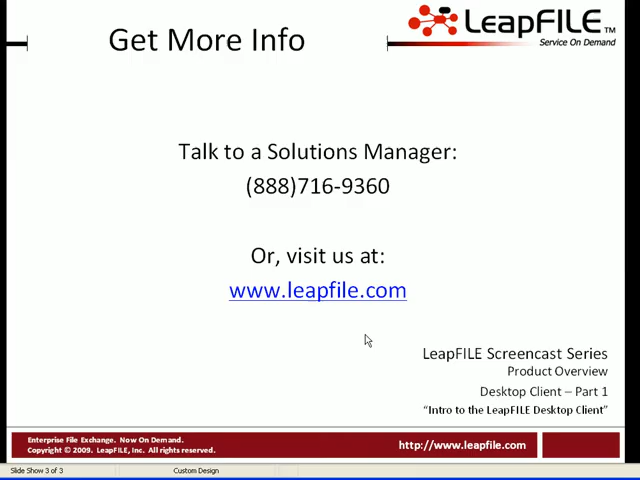 Get More Info
LeapFILE™
Service On Demand
Talk to a Solutions Manager:
(888)716-9360
Or, visit us at:
www.leapfile.com
LeapFILE Screencast Series
Product Overview
Desktop Client – Part 1
“Intro to the LeapFILE Desktop Client”
Enterprise File Exchange. Now On Demand.
Copyright © 2009. LeapFILE, Inc. All rights reserved.
http://www.leapfile.com
Slide Show 3 of 3
Custom Design